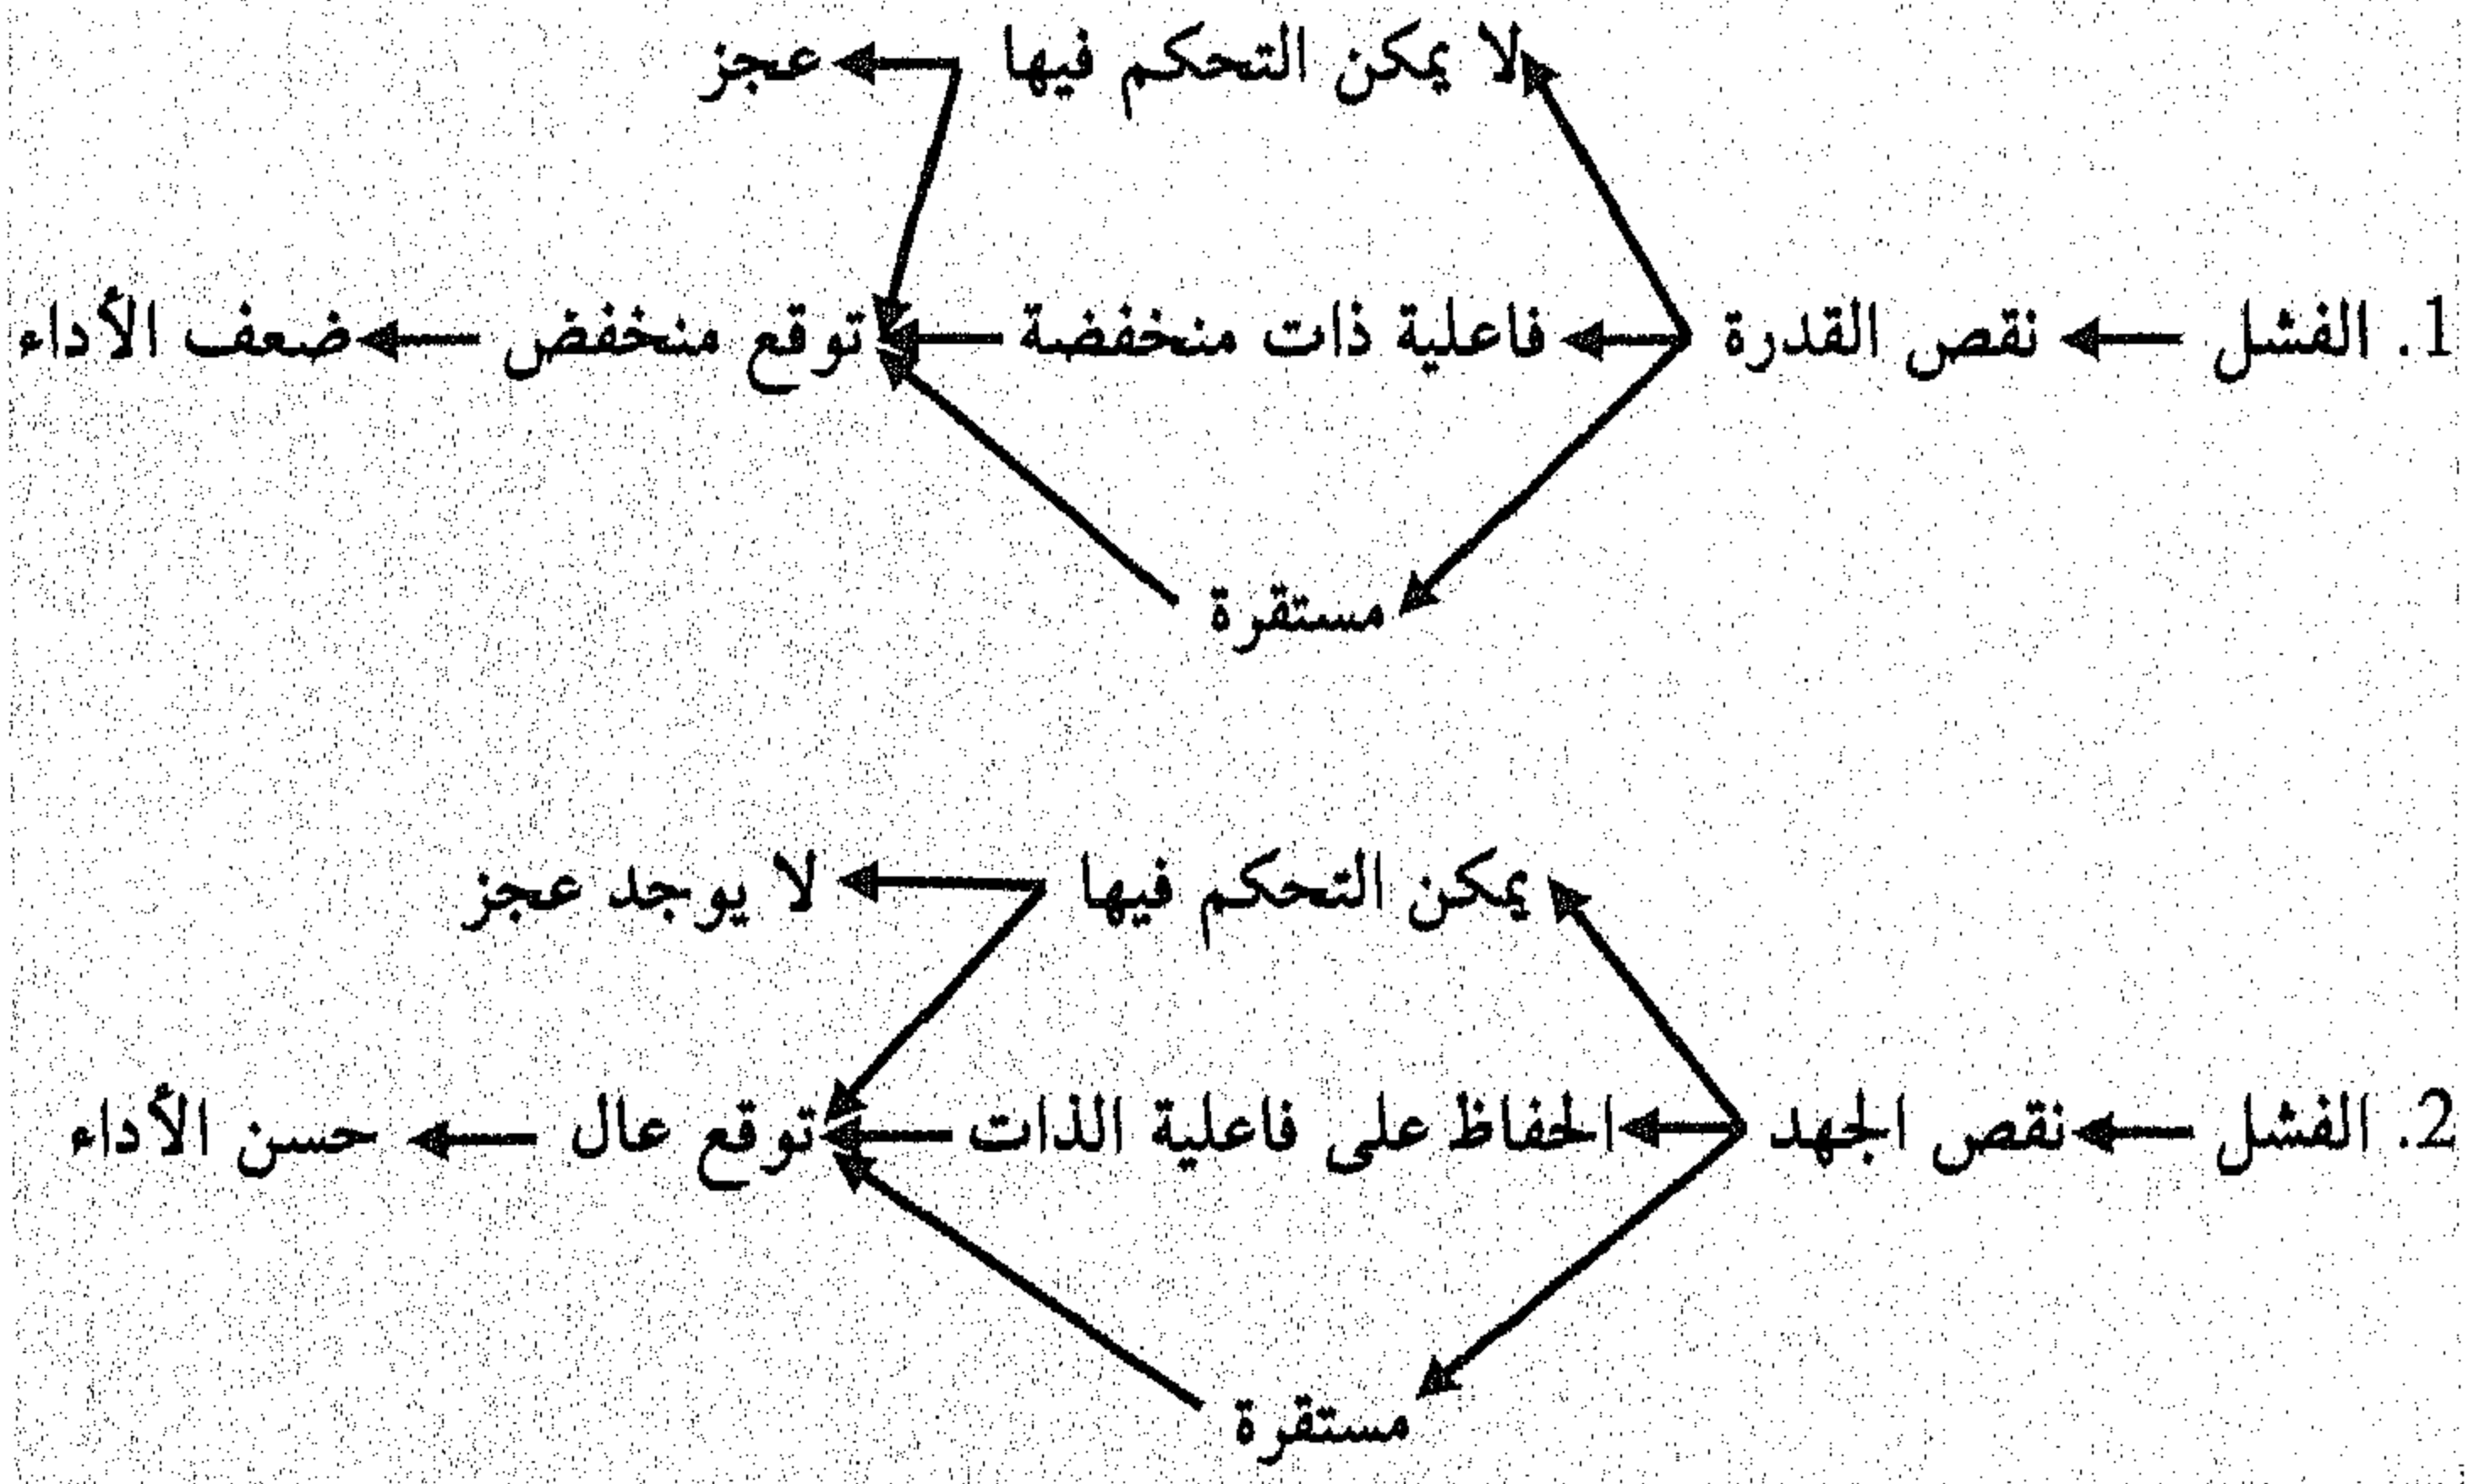 لا يمكن التحكم فيها عجز
1. الفشل نقص القدرة فاعلية ذات منخفضة توقع منخفض ضعف الأداء
مستقرة
يمكن التحكم فيها لا يوجد عجز
2. الفشل نقص الجهد الحفاظ على فاعلية الذات توقع عال حسن الأداء
مستقرة